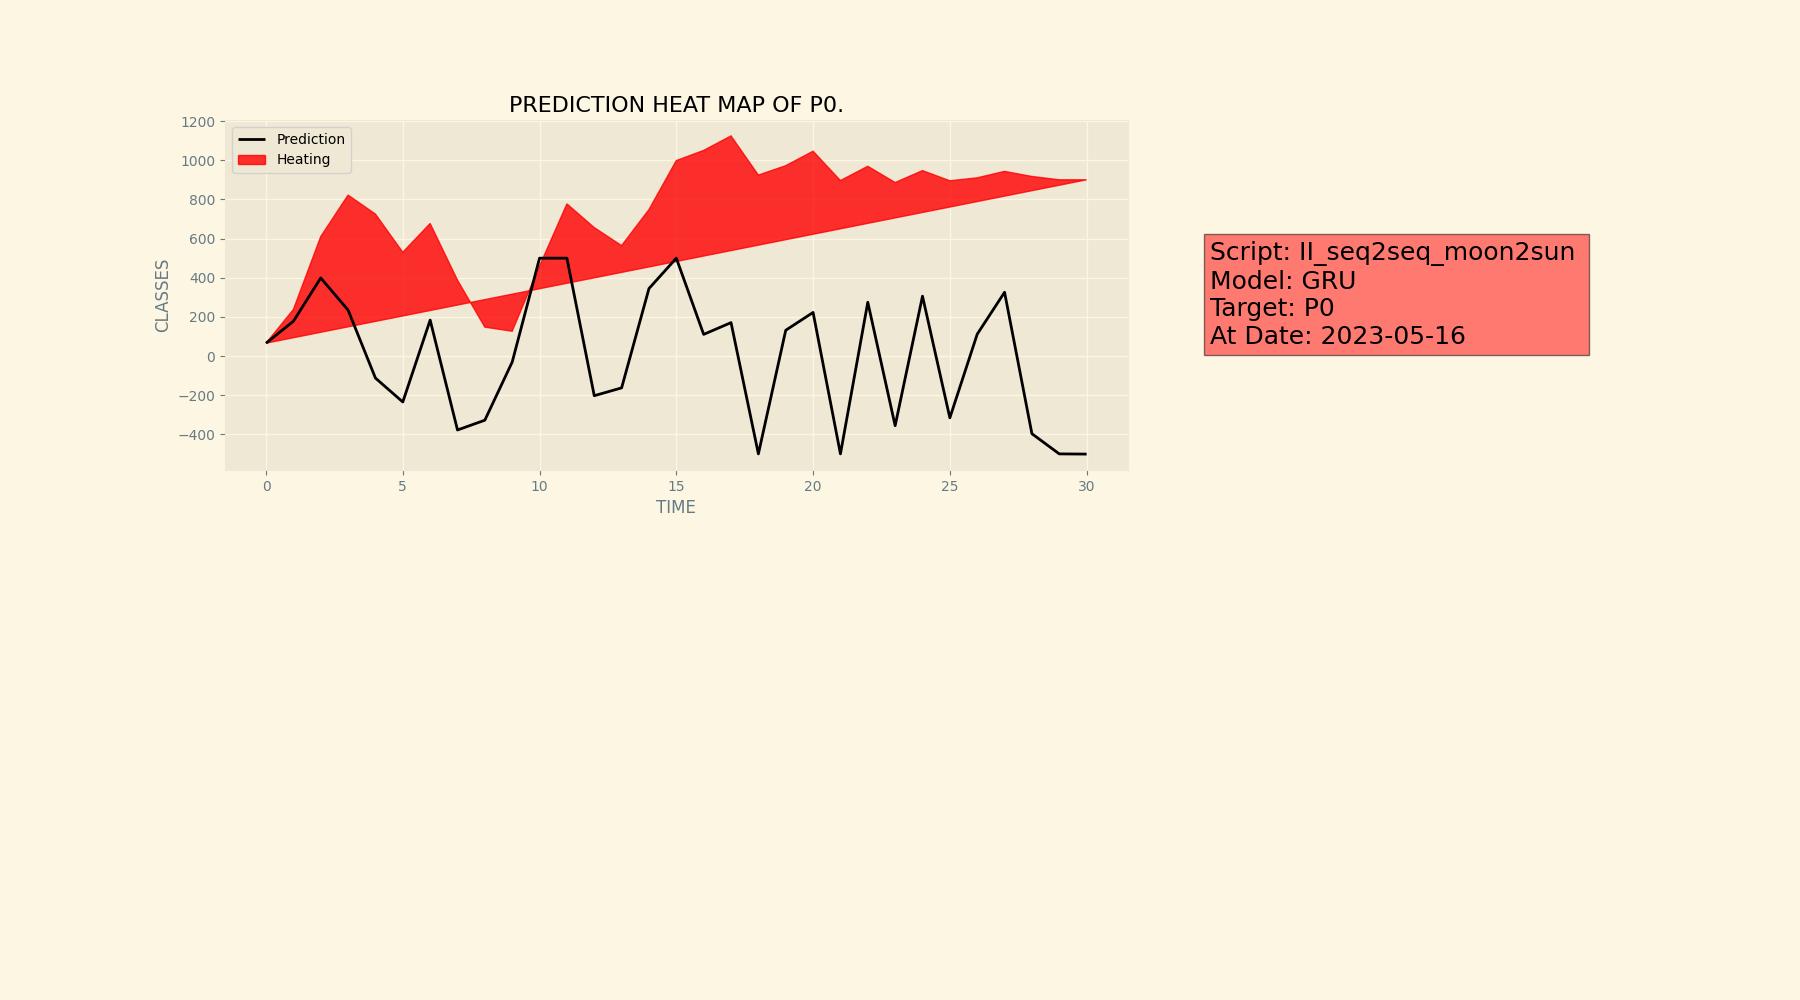 PREDICTION HEAT MAP OF P0.
Prediction
Heating
1200
1000
800
600
400
200
0
−200
−400
CLASSES
0 5 10 15 20 25 30
TIME
Script: II_seq2seq_moon2sun
Model: GRU
Target: P0
At Date: 2023-05-16